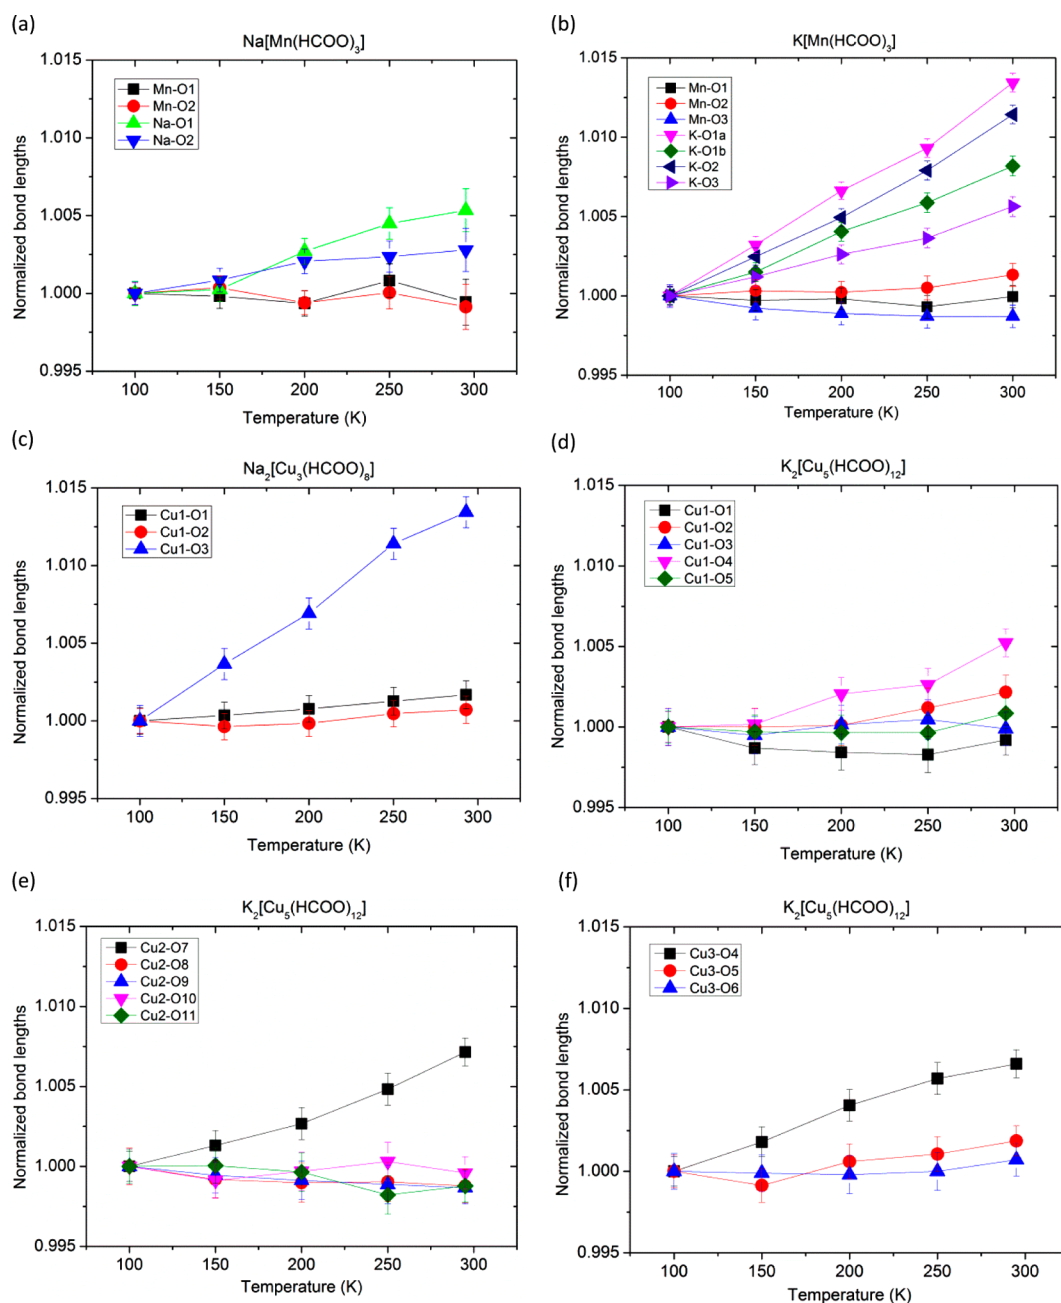 (a)
Na[Mn(HCOO)₃]
1.015
1.010
1.005
1.000
0.995
Normalized bond lengths
Mn-O1
Mn-O2
Na-O1
Na-O2
100 150 200 250 300
Temperature (K)
(b)
K[Mn(HCOO)₃]
1.015
1.010
1.005
1.000
0.995
Normalized bond lengths
Mn-O1
Mn-O2
Mn-O3
K-O1a
K-O1b
K-O2
K-O3
100 150 200 250 300
Temperature (K)
(c)
Na₂[Cu₃(HCOO)₈]
1.015
1.010
1.005
1.000
0.995
Normalized bond lengths
Cu1-O1
Cu1-O2
Cu1-O3
100 150 200 250 300
Temperature (K)
(d)
K₂[Cu₅(HCOO)₁₂]
1.015
1.010
1.005
1.000
0.995
Normalized bond lengths
Cu1-O1
Cu1-O2
Cu1-O3
Cu1-O4
Cu1-O5
100 150 200 250 300
Temperature (K)
(e)
K₂[Cu₅(HCOO)₁₂]
1.015
1.010
1.005
1.000
0.995
Normalized bond lengths
Cu2-O7
Cu2-O8
Cu2-O9
Cu2-O10
Cu2-O11
100 150 200 250 300
Temperature (K)
(f)
K₂[Cu₅(HCOO)₁₂]
1.015
1.010
1.005
1.000
0.995
Normalized bond lengths
Cu3-O4
Cu3-O5
Cu3-O6
100 150 200 250 300
Temperature (K)